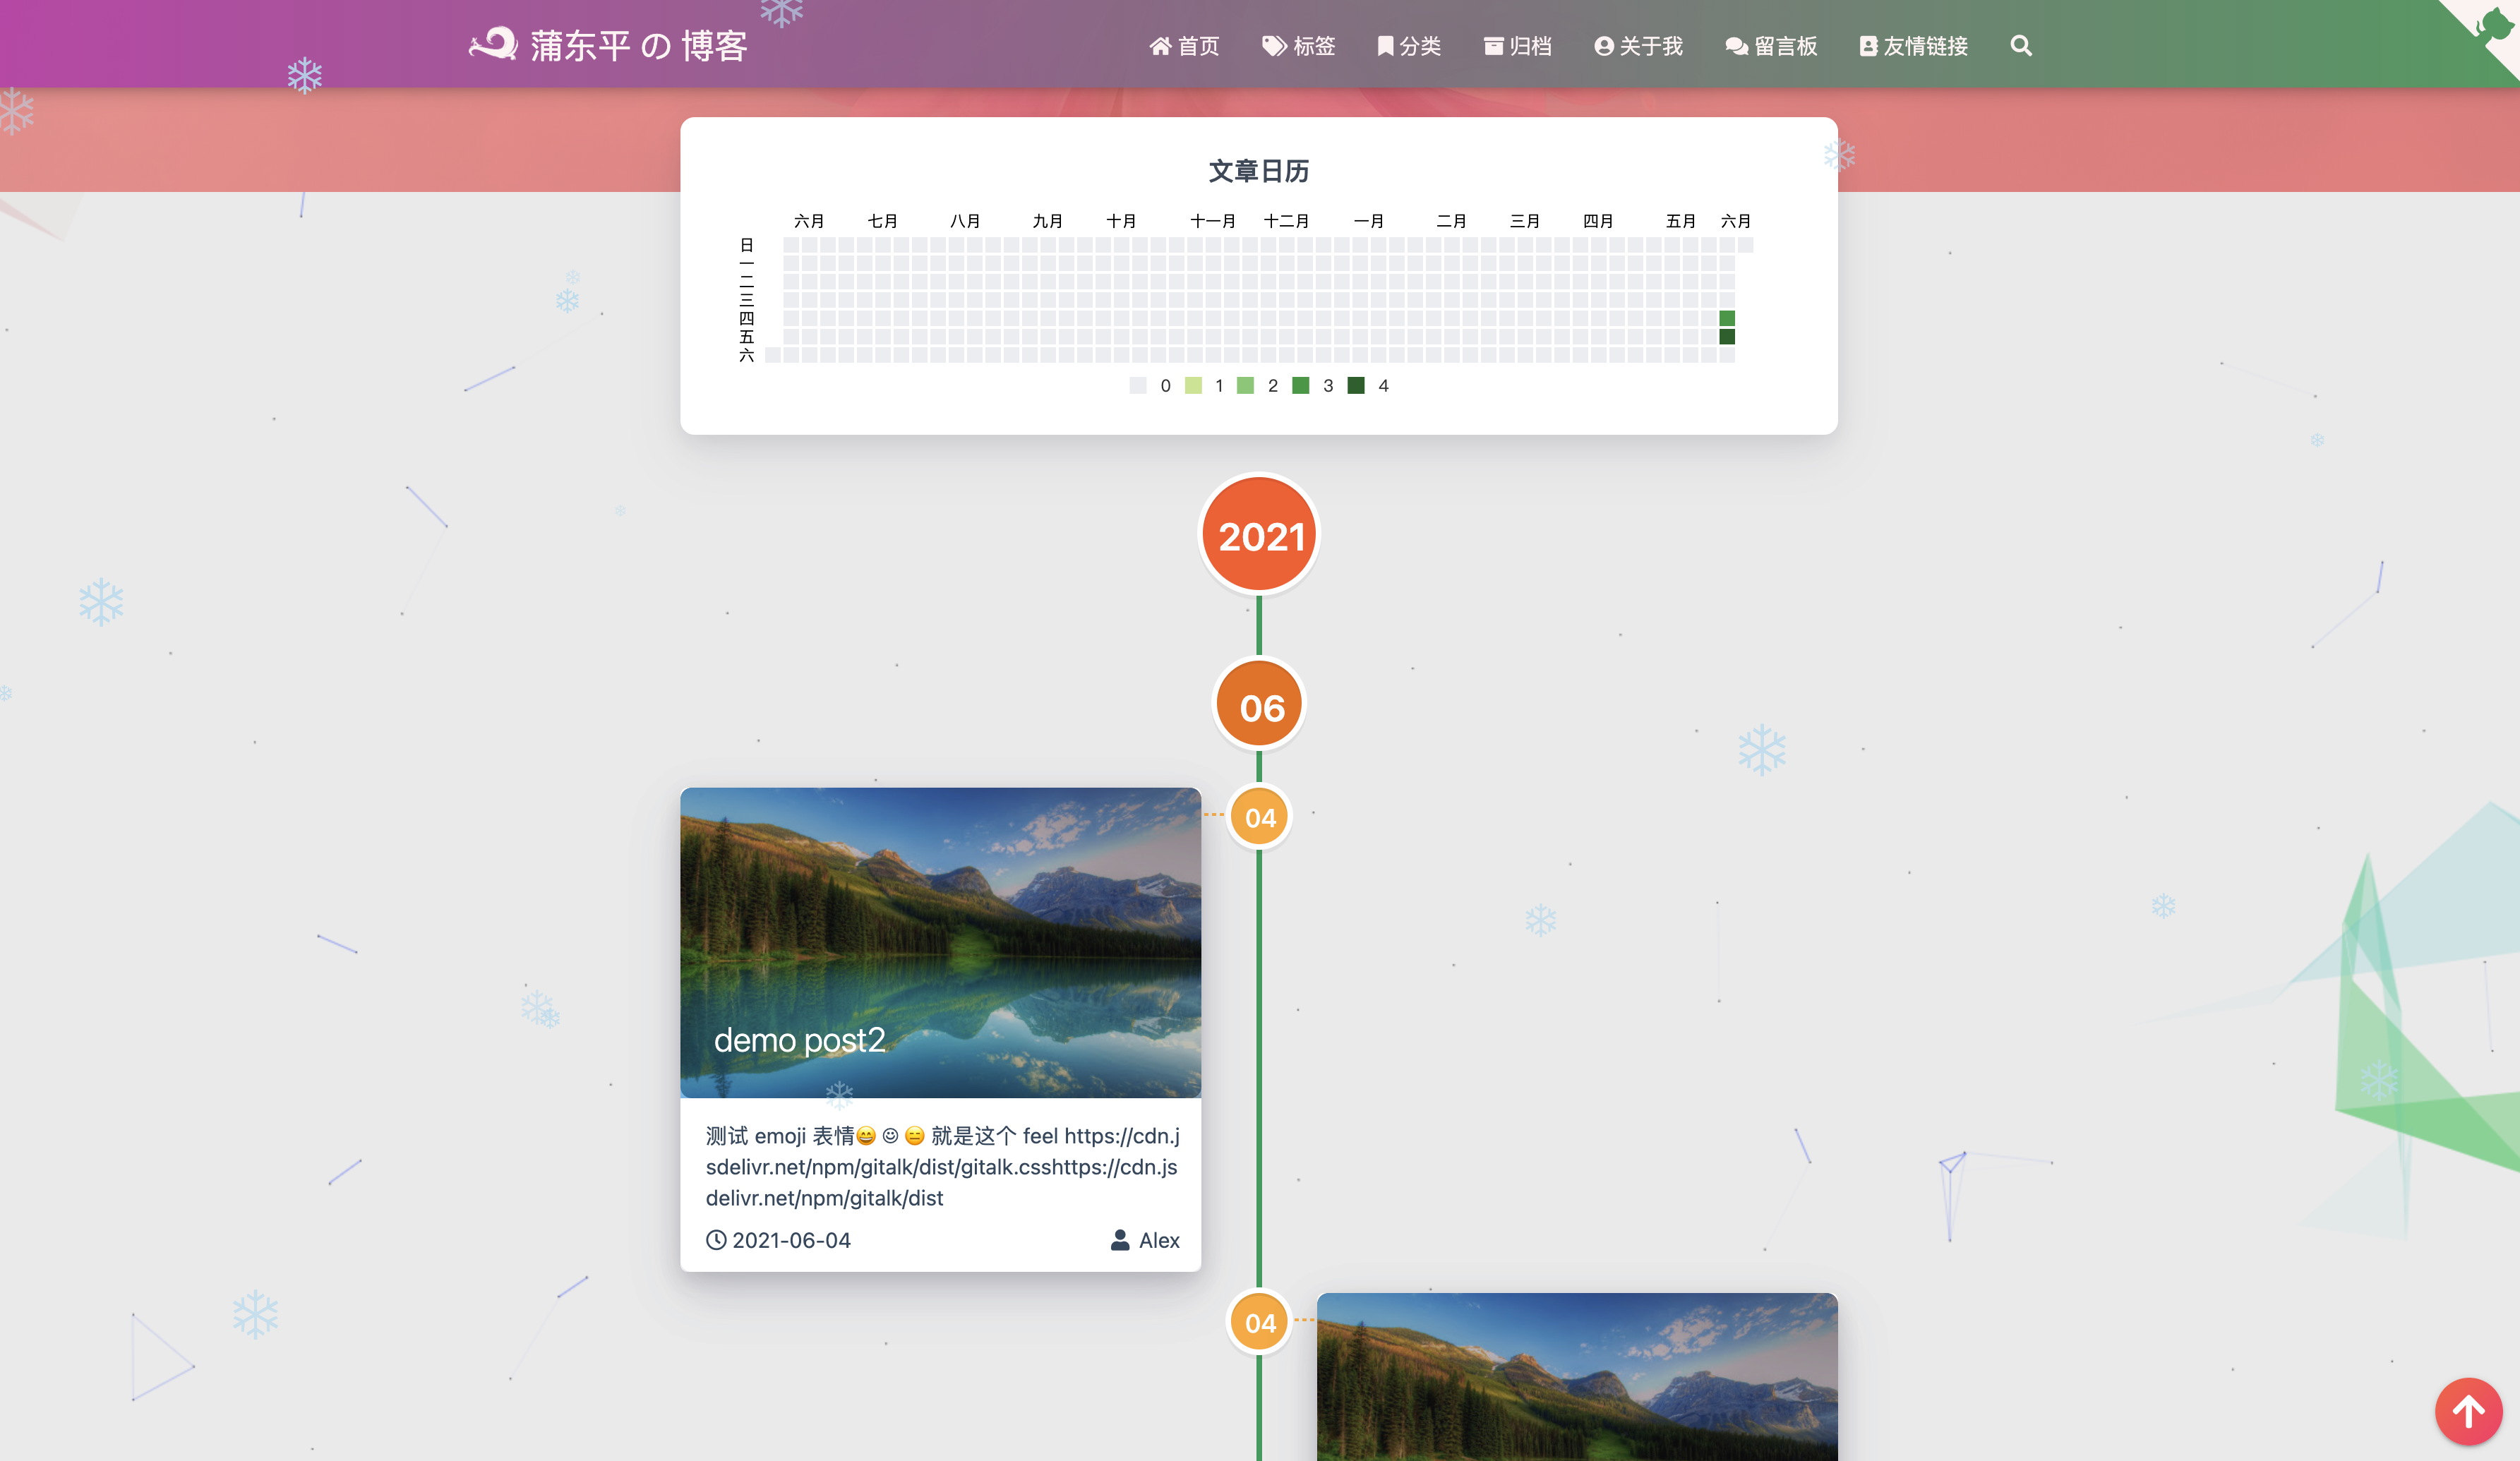 蒲东平 の 博客
首页 标签 分类 归档 关于我 留言板 友情链接
文章日历
六月 七月 八月 九月 十月 十一月 十二月 一月 二月 三月 四月 五月 六月
日
一
二
三
四
五
六
0 1 2 3 4
2021
06
04
demo post2
测试 emoji 表情😄 ☺ 😑 就是这个 feel https://cdn.j
sdelivr.net/npm/gitalk/dist/gitalk.csshttps://cdn.js
delivr.net/npm/gitalk/dist
2021-06-04 Alex
04